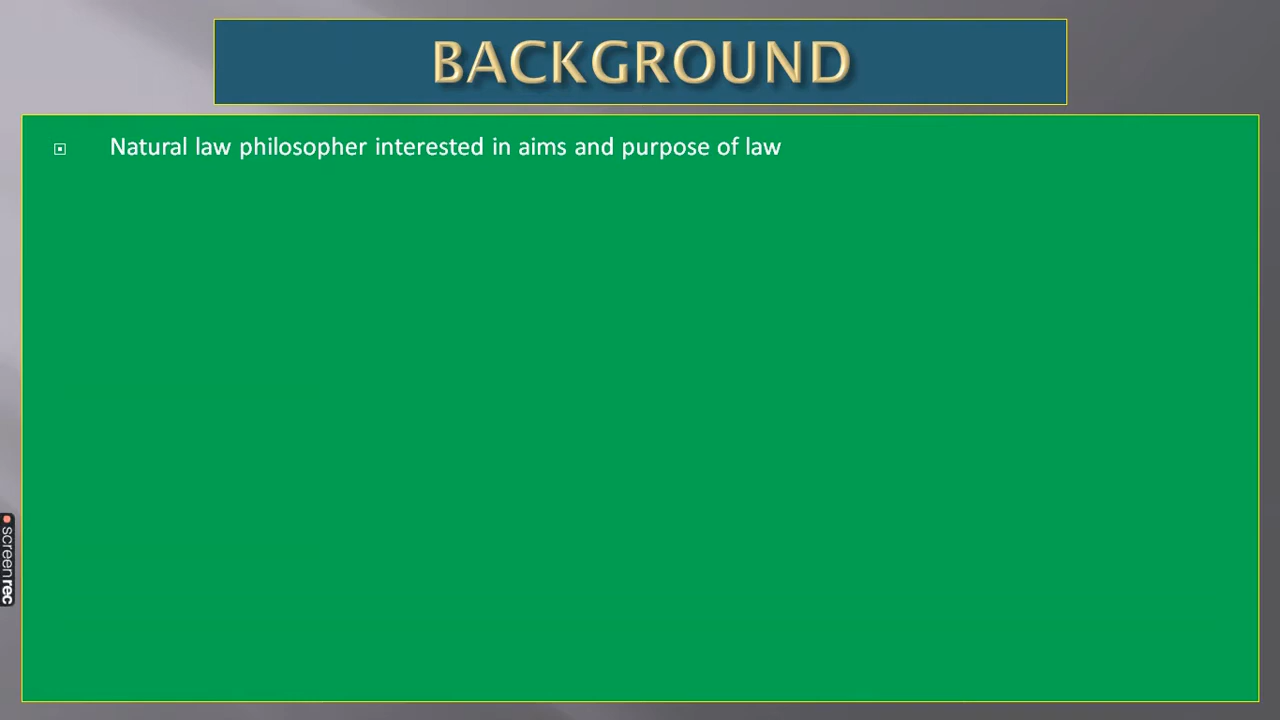 BACKGROUND
Natural law philosopher interested in aims and purpose of law
screenrec